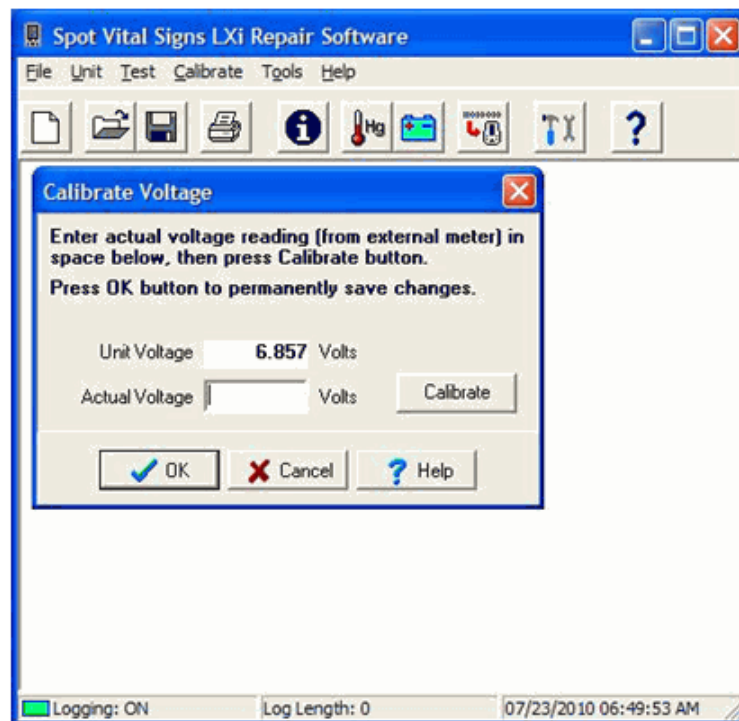 Spot Vital Signs LXi Repair Software
File Unit Test Calibrate Tools Help
Hg
Calibrate Voltage
Enter actual voltage reading (from external meter) in
space below, then press Calibrate button.
Press OK button to permanently save changes.
Unit Voltage 6.857 Volts
Actual Voltage Volts Calibrate
OK Cancel ? Help
Logging: ON Log Length: 0 07/23/2010 06:49:53 AM